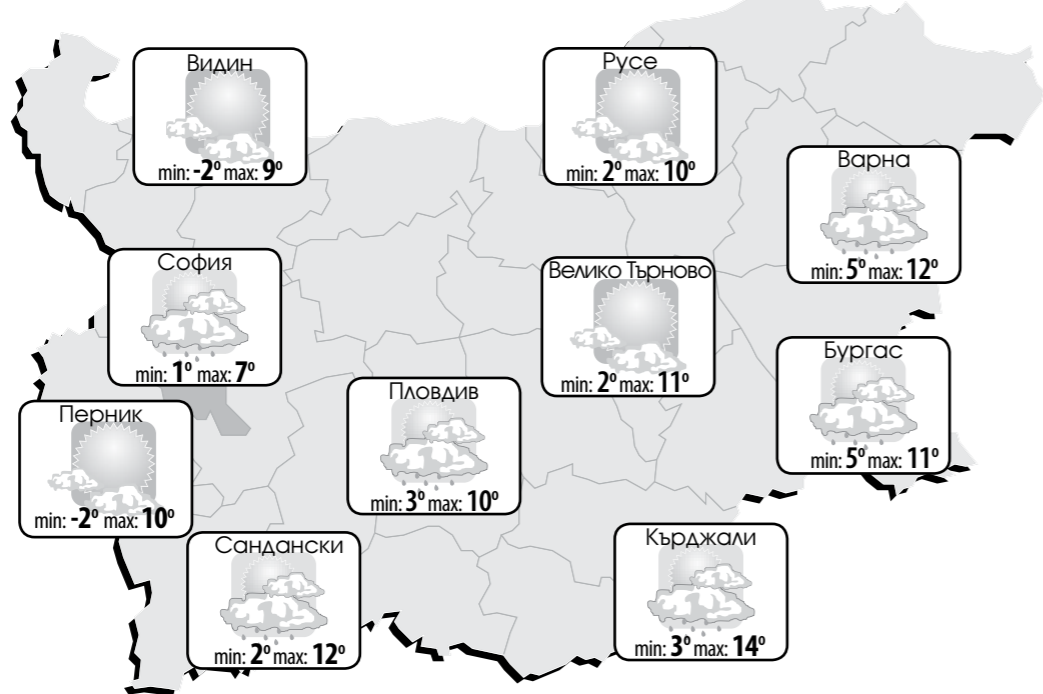 Видин
min: -2° max: 9°
Русе
min: 2° max: 10°
Варна
min: 5° max: 12°
София
min: 1° max: 7°
Велико Търново
min: 2° max: 11°
Бургас
min: 5° max: 11°
Пловдив
min: 3° max: 10°
Перник
min: -2° max: 10°
Сандански
min: 2° max: 12°
Кърджали
min: 3° max: 14°